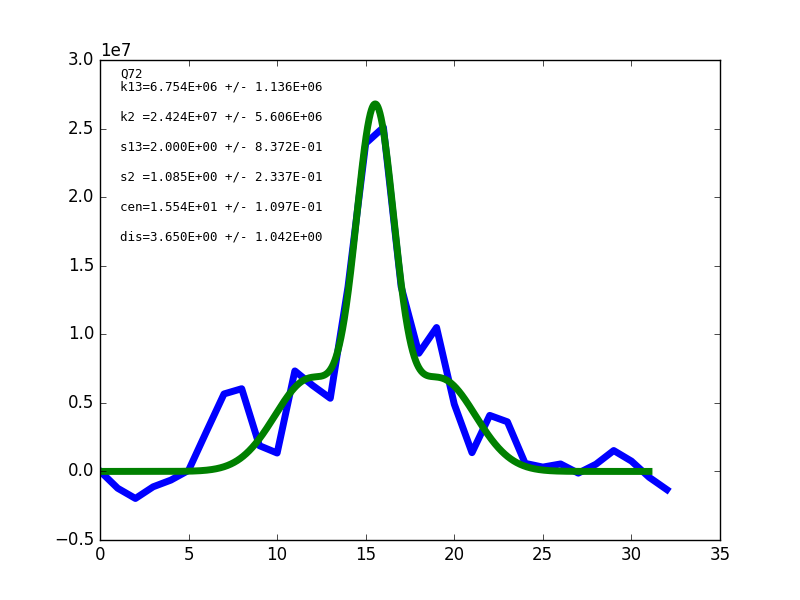 1e7
3.0
2.5
2.0
1.5
1.0
0.5
0.0
−0.5
Q72
k13=6.754E+06 +/- 1.136E+06
k2 =2.424E+07 +/- 5.606E+06
s13=2.000E+00 +/- 8.372E-01
s2 =1.085E+00 +/- 2.337E-01
cen=1.554E+01 +/- 1.097E-01
dis=3.650E+00 +/- 1.042E+00
0 5 10 15 20 25 30 35